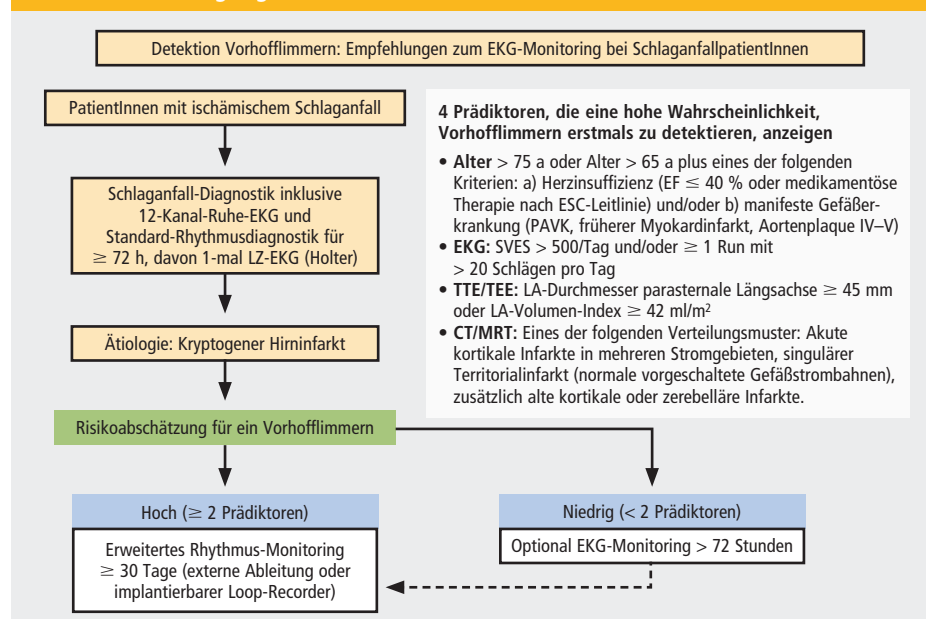 Detektion Vorhofflimmern: Empfehlungen zum EKG-Monitoring bei SchlaganfallpatientInnen
PatientInnen mit ischämischem Schlaganfall
Schlaganfall-Diagnostik inklusive
12-Kanal-Ruhe-EKG und
Standard-Rhythmusdiagnostik für
≥ 72 h, davon 1-mal LZ-EKG (Holter)
Ätiologie: Kryptogener Hirninfarkt
Risikoabschätzung für ein Vorhofflimmern
4 Prädiktoren, die eine hohe Wahrscheinlichkeit,
Vorhofflimmern erstmals zu detektieren, anzeigen
• Alter > 75 a oder Alter > 65 a plus eines der folgenden
Kriterien: a) Herzinsuffizienz (EF ≤ 40 % oder medikamentöse
Therapie nach ESC-Leitlinie) und/oder b) manifeste Gefäßer-
krankung (PAVK, früherer Myokardinfarkt, Aortenplaque IV–V)
• EKG: SVES > 500/Tag und/oder ≥ 1 Run mit
> 20 Schlägen pro Tag
• TTE/TEE: LA-Durchmesser parasternale Längsachse ≥ 45 mm
oder LA-Volumen-Index ≥ 42 ml/m²
• CT/MRT: Eines der folgenden Verteilungsmuster: Akute
kortikale Infarkte in mehreren Stromgebieten, singulärer
Territorialinfarkt (normale vorgeschaltete Gefäßstrombahnen),
zusätzlich alte kortikale oder zerebelläre Infarkte.
Hoch (≥ 2 Prädiktoren)
Erweitertes Rhythmus-Monitoring
≥ 30 Tage (externe Ableitung oder
implantierbarer Loop-Recorder)
Niedrig (< 2 Prädiktoren)
Optional EKG-Monitoring > 72 Stunden